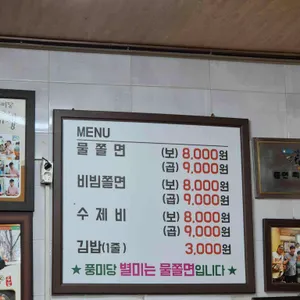 MENU
물 쫄 면 (보) 8,000원
(곱) 9,000원
비빔쫄면 (보) 8,000원
(곱) 9,000원
수 제 비 (보) 8,000원
(곱) 9,000원
김밥(1줄) 3,000원
★ 풍미당 별미는 물쫄면입니다 ★